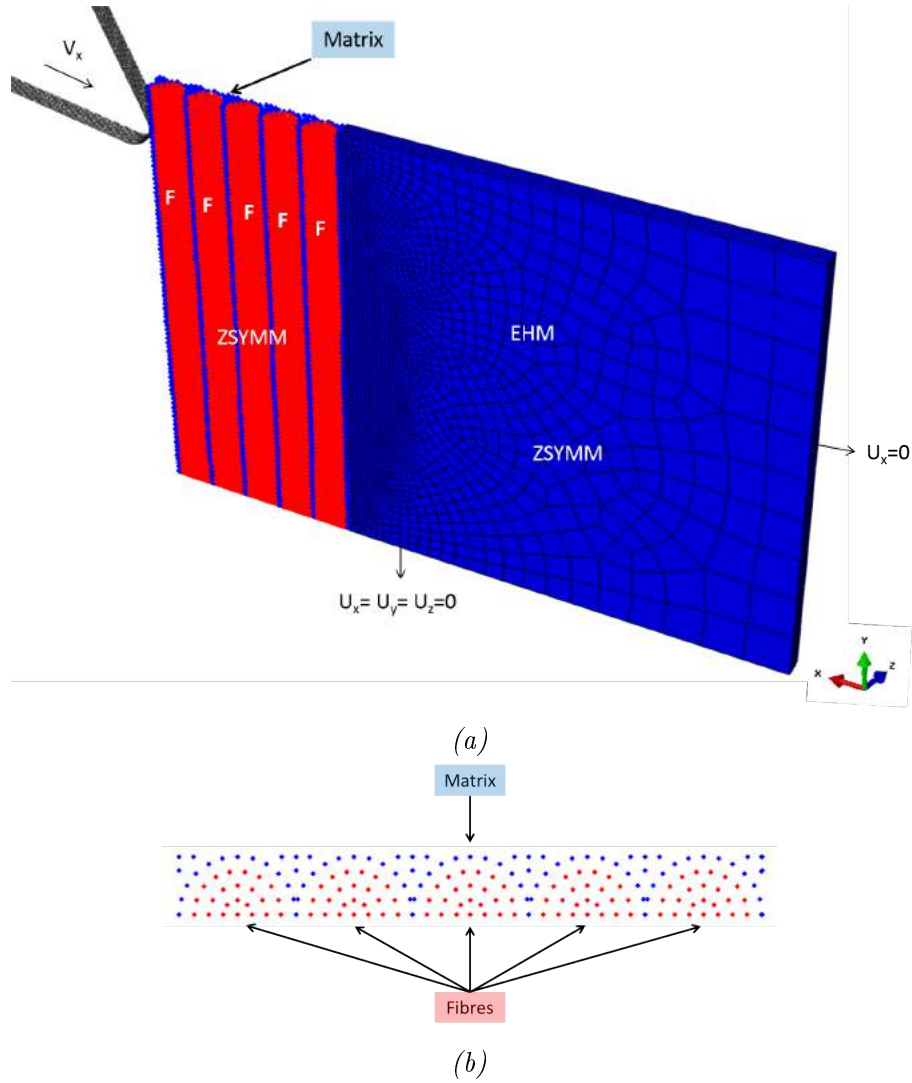 Matrix
Vx
F F F F F
ZSYMM
EHM
ZSYMM
Ux=0
Ux= Uy= Uz=0
Y
X
Z
(a)
Matrix
Fibres
(b)